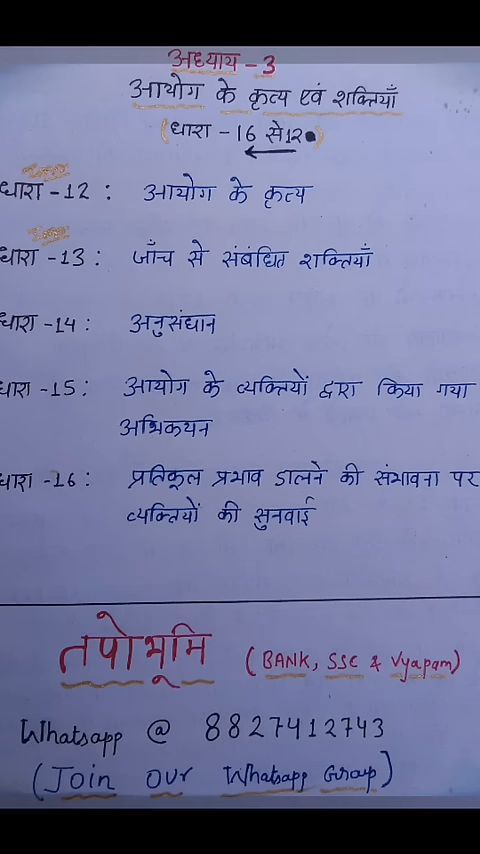 अध्याय - 3
आयोग के कृत्य एवं शक्तियाँ
(धारा - 16 से 12)
धारा - 12 : आयोग के कृत्य
धारा - 13 : जाँच से संबंधित शक्तियाँ
धारा - 14 : अनुसंधान
धारा - 15 : आयोग के व्यक्तियों द्वारा किया गया
अभिकथन
धारा - 16 : प्रतिकूल प्रभाव डालने की संभावना पर
व्यक्तियों की सुनवाई
तपोभूमि (BANK, SSC & Vyapam)
Whatsapp @ 8827412743
(Join our Whatsapp Group)